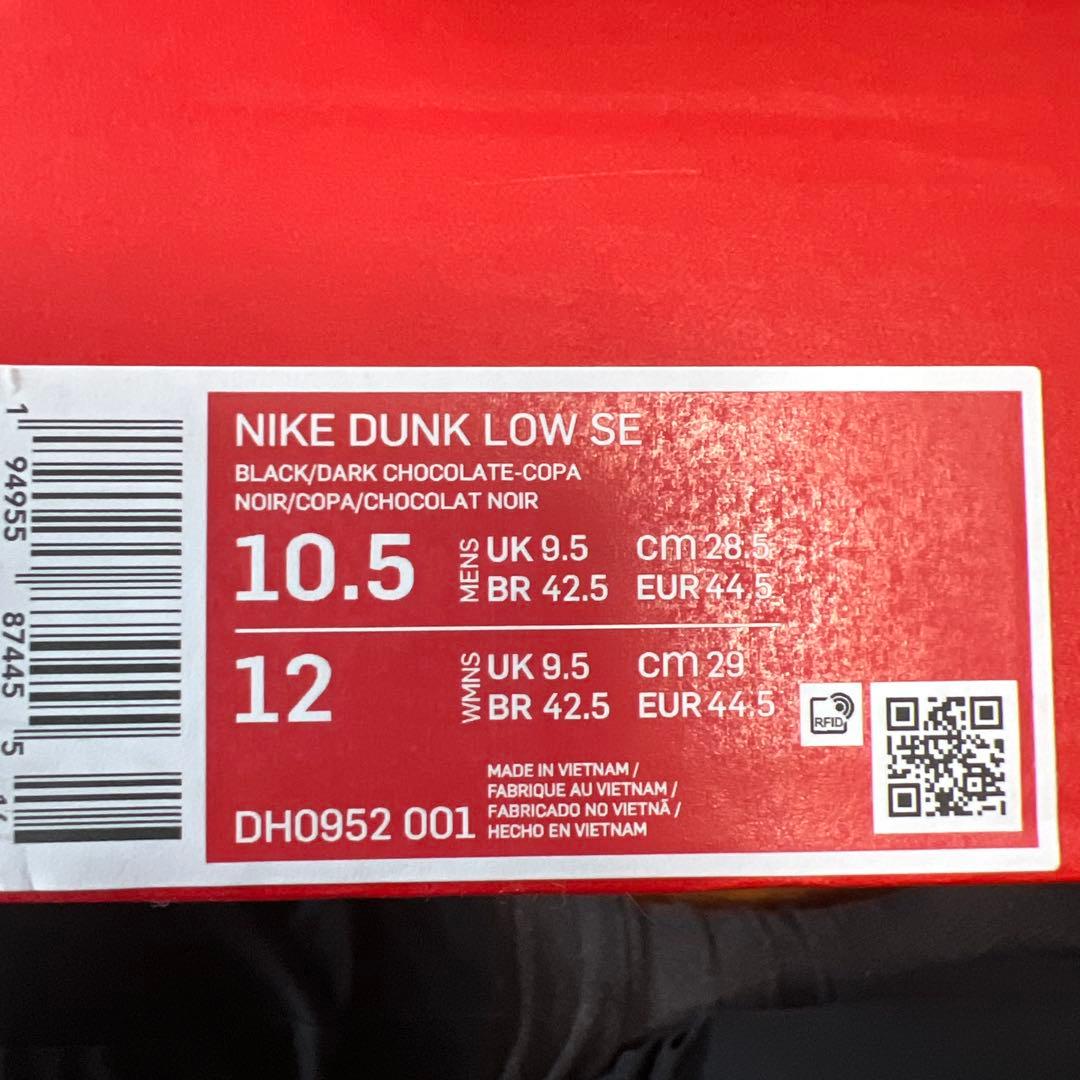 NIKE DUNK LOW SE
BLACK/DARK CHOCOLATE-COPA
NOIR/COPA/CHOCOLAT NOIR
10.5 MENS UK 9.5 cm 28.5
BR 42.5 EUR 44.5
12 WMNS UK 9.5 cm 29
BR 42.5 EUR 44.5
RFID
MADE IN VIETNAM /
FABRIQUE AU VIETNAM /
FABRICADO NO VIETNÃ /
HECHO EN VIETNAM
DH0952 001
1 94955 87445 5